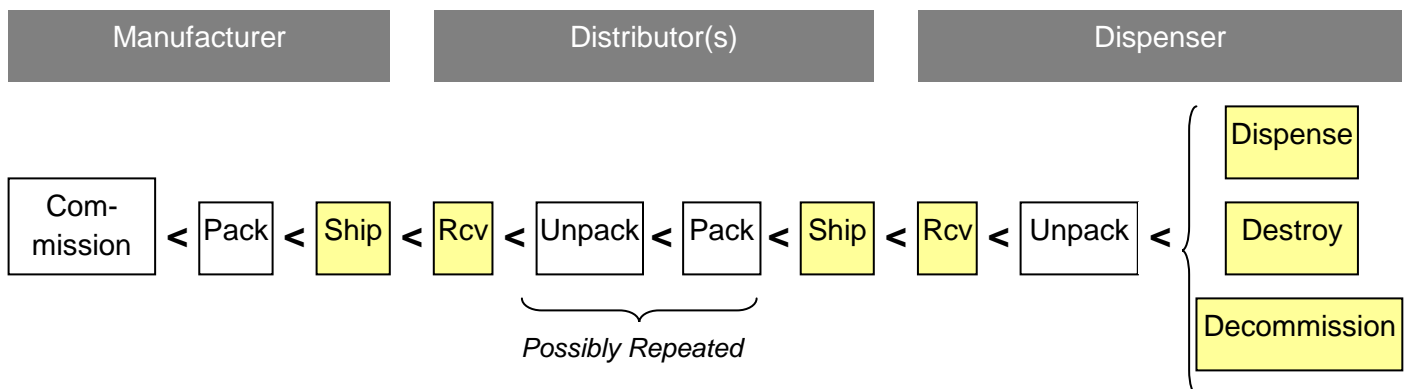 Manufacturer
Distributor(s)
Dispenser
Com-
mission
<
Pack
<
Ship
<
Rcv
<
Unpack
<
Pack
<
Ship
<
Rcv
<
Unpack
<
Dispense
Destroy
Decommission
Possibly Repeated